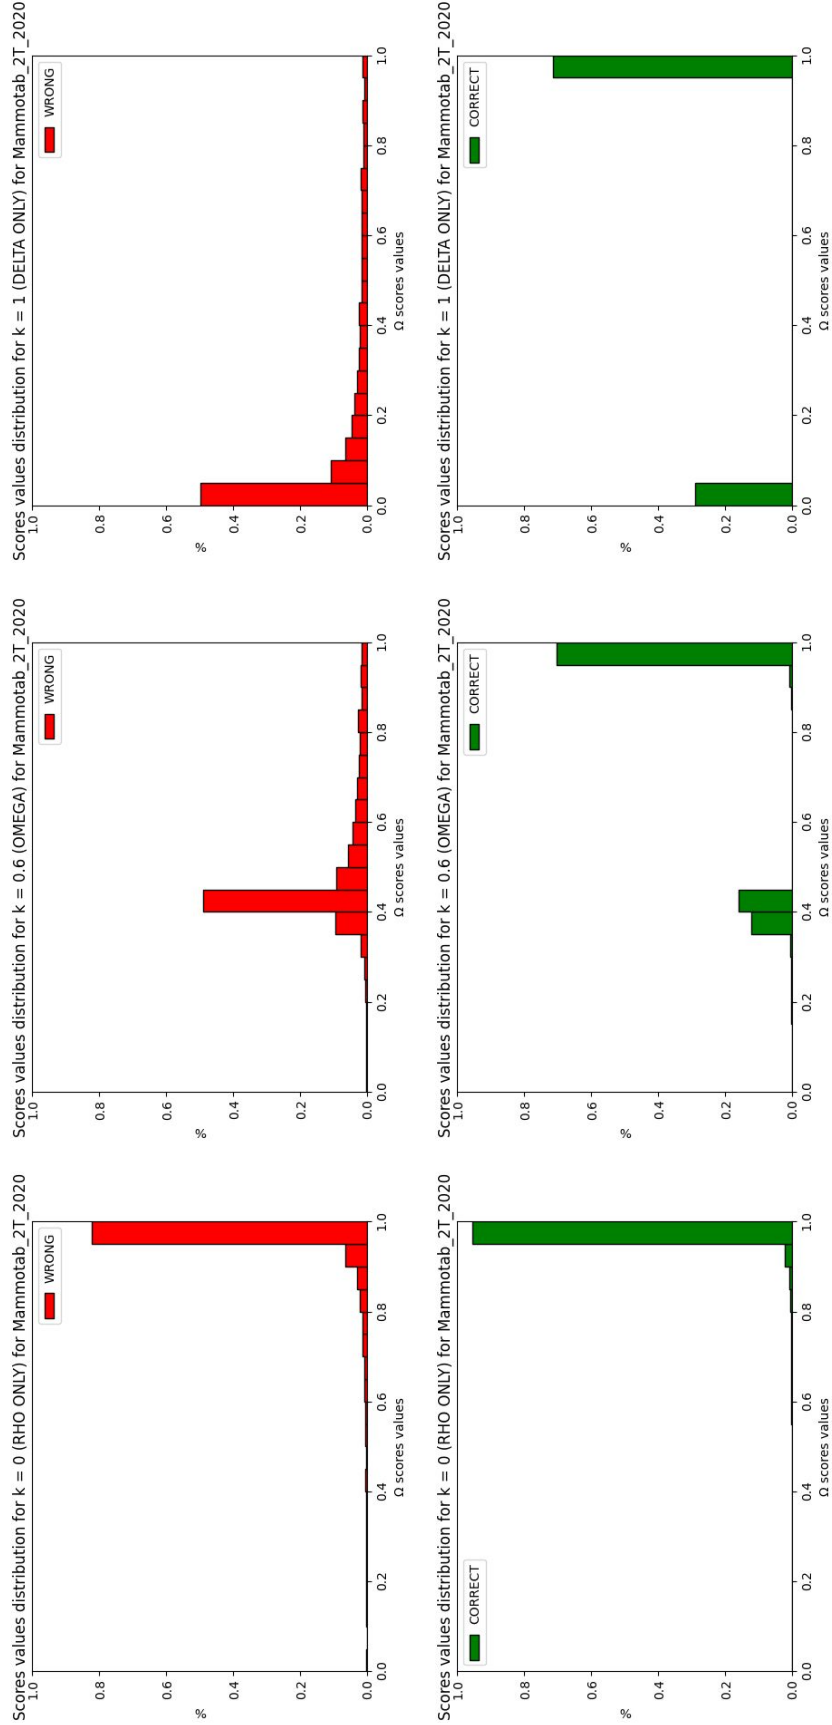 Scores values distribution for k = 0 (RHO ONLY) for Mammotab_2T_2020
WRONG
1.0
0.8
0.6
0.4
0.2
0.0
%
0.0 0.2 0.4 0.6 0.8 1.0
Ω scores values
Scores values distribution for k = 0.6 (OMEGA) for Mammotab_2T_2020
WRONG
1.0
0.8
0.6
0.4
0.2
0.0
%
0.0 0.2 0.4 0.6 0.8 1.0
Ω scores values
Scores values distribution for k = 1 (DELTA ONLY) for Mammotab_2T_2020
WRONG
1.0
0.8
0.6
0.4
0.2
0.0
%
0.0 0.2 0.4 0.6 0.8 1.0
Ω scores values
Scores values distribution for k = 0 (RHO ONLY) for Mammotab_2T_2020
CORRECT
1.0
0.8
0.6
0.4
0.2
0.0
%
0.0 0.2 0.4 0.6 0.8 1.0
Ω scores values
Scores values distribution for k = 0.6 (OMEGA) for Mammotab_2T_2020
CORRECT
1.0
0.8
0.6
0.4
0.2
0.0
%
0.0 0.2 0.4 0.6 0.8 1.0
Ω scores values
Scores values distribution for k = 1 (DELTA ONLY) for Mammotab_2T_2020
CORRECT
1.0
0.8
0.6
0.4
0.2
0.0
%
0.0 0.2 0.4 0.6 0.8 1.0
Ω scores values